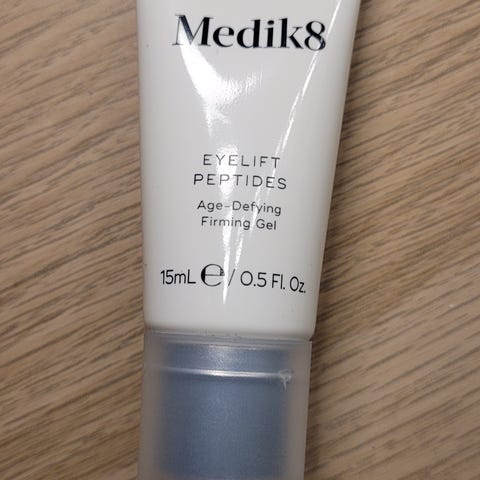 Medik8
EYELIFT
PEPTIDES
Age-Defying
Firming Gel
15mL ℮ / 0.5 Fl. Oz.